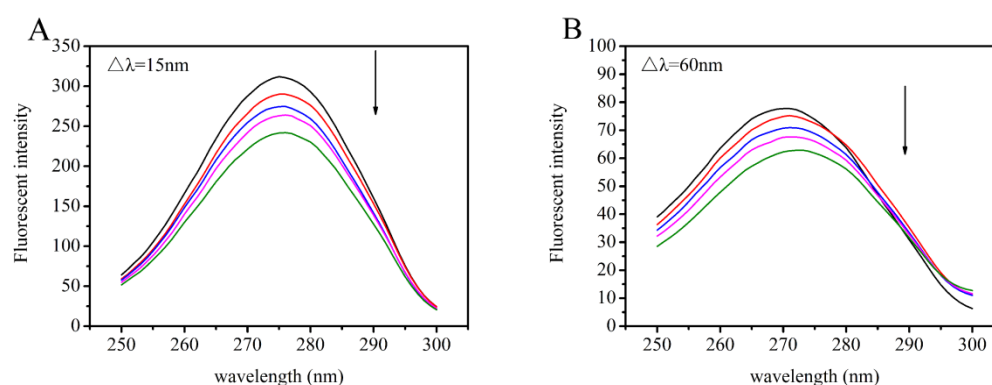 A
△λ=15nm
Fluorescent intensity
350
300
250
200
150
100
50
0
250 260 270 280 290 300
wavelength (nm)
B
△λ=60nm
Fluorescent intensity
100
90
80
70
60
50
40
30
20
10
0
250 260 270 280 290 300
wavelength (nm)